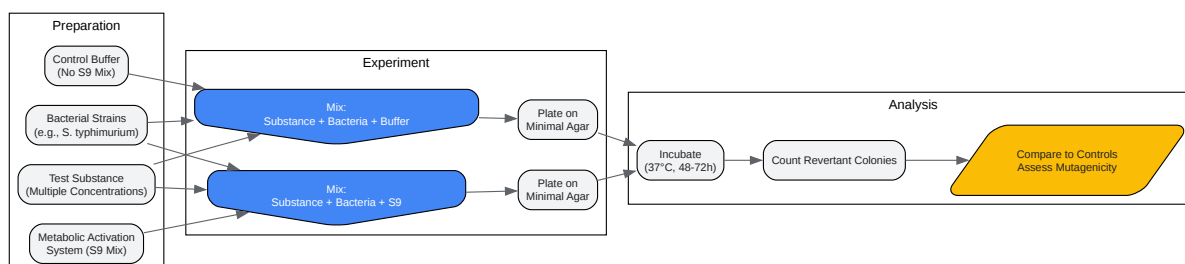 Preparation
Control Buffer
(No S9 Mix)
Bacterial Strains
(e.g., S. typhimurium)
Test Substance
(Multiple Concentrations)
Metabolic Activation
System (S9 Mix)
Experiment
Mix:
Substance + Bacteria + Buffer
Mix:
Substance + Bacteria + S9
Plate on
Minimal Agar
Plate on
Minimal Agar
Analysis
Incubate
(37°C, 48-72h)
Count Revertant Colonies
Compare to Controls
Assess Mutagenicity